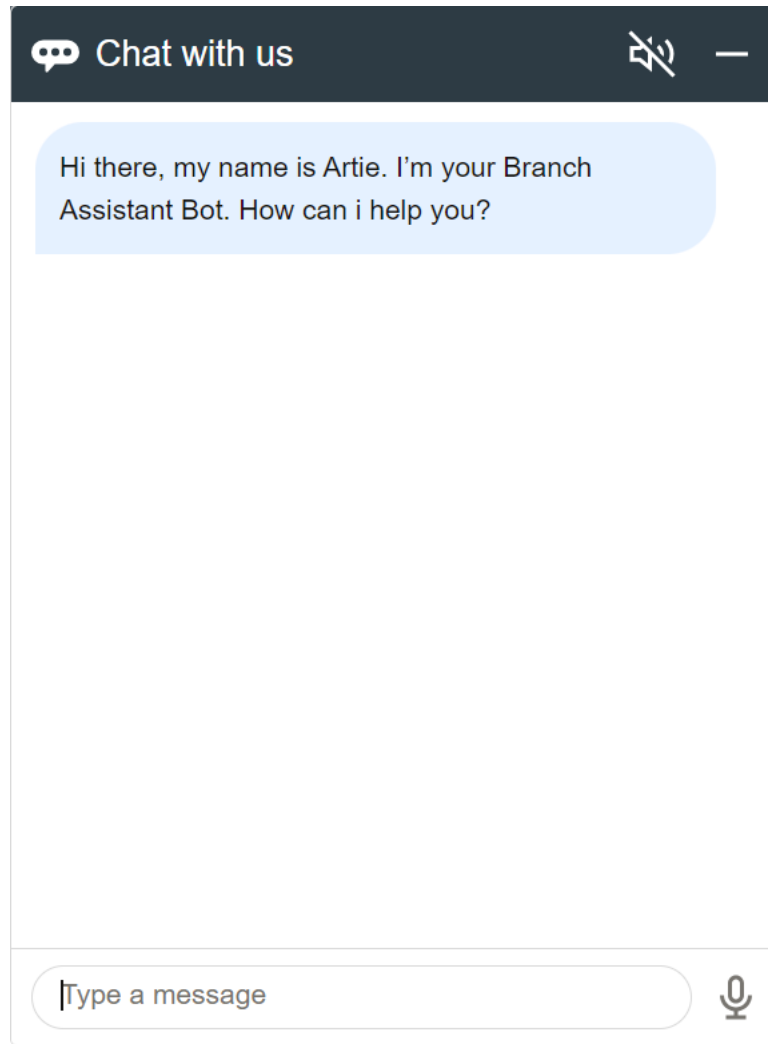 Chat with us
Hi there, my name is Artie. I’m your Branch
Assistant Bot. How can i help you?
Type a message